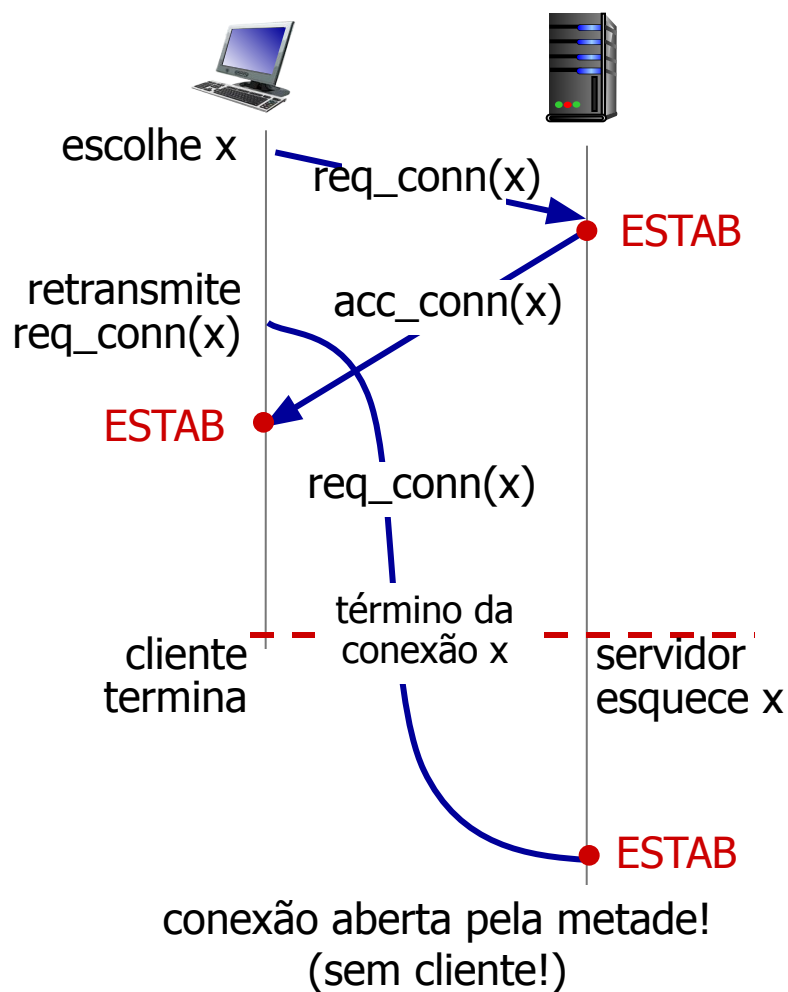 escolhe x
req_conn(x)
ESTAB
retransmite
req_conn(x)
acc_conn(x)
ESTAB
req_conn(x)
término da
conexão x
cliente
termina
servidor
esquece x
ESTAB
conexão aberta pela metade!
(sem cliente!)